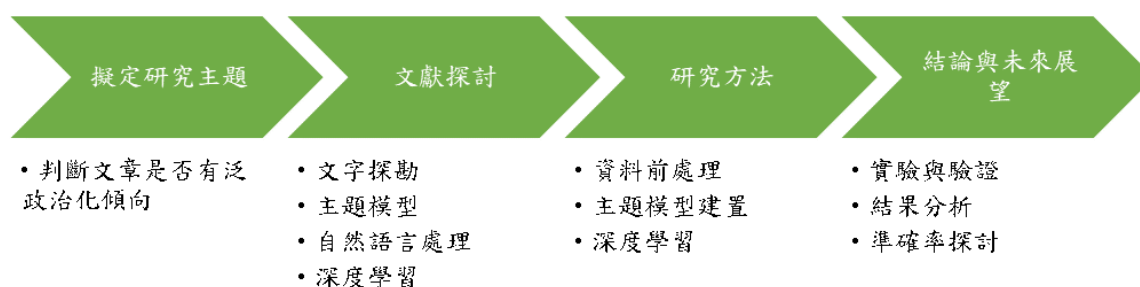 擬定研究主題
• 判斷文章是否有泛
政治化傾向
文獻探討
• 文字探勘
• 主題模型
• 自然語言處理
• 深度學習
研究方法
• 資料前處理
• 主題模型建置
• 深度學習
結論與未來展
望
• 實驗與驗證
• 結果分析
• 準確率探討